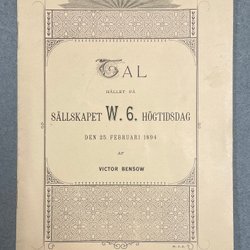 TAL
HÅLLET PÅ
SÄLLSKAPET W. 6. HÖGTIDSDAG
DEN 25 FEBRUARI 1894
AF
VICTOR BENSOW